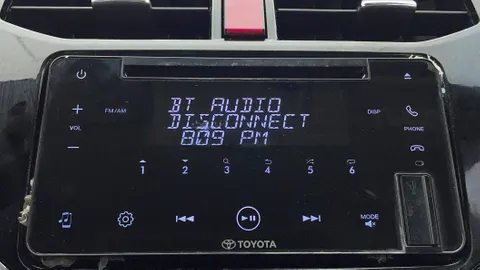 BT AUDIO
DISCONNECT
8:09 PM
FM/AM
VOL
DISP
PHONE
1 2 3 4 5 6
MODE
TOYOTA